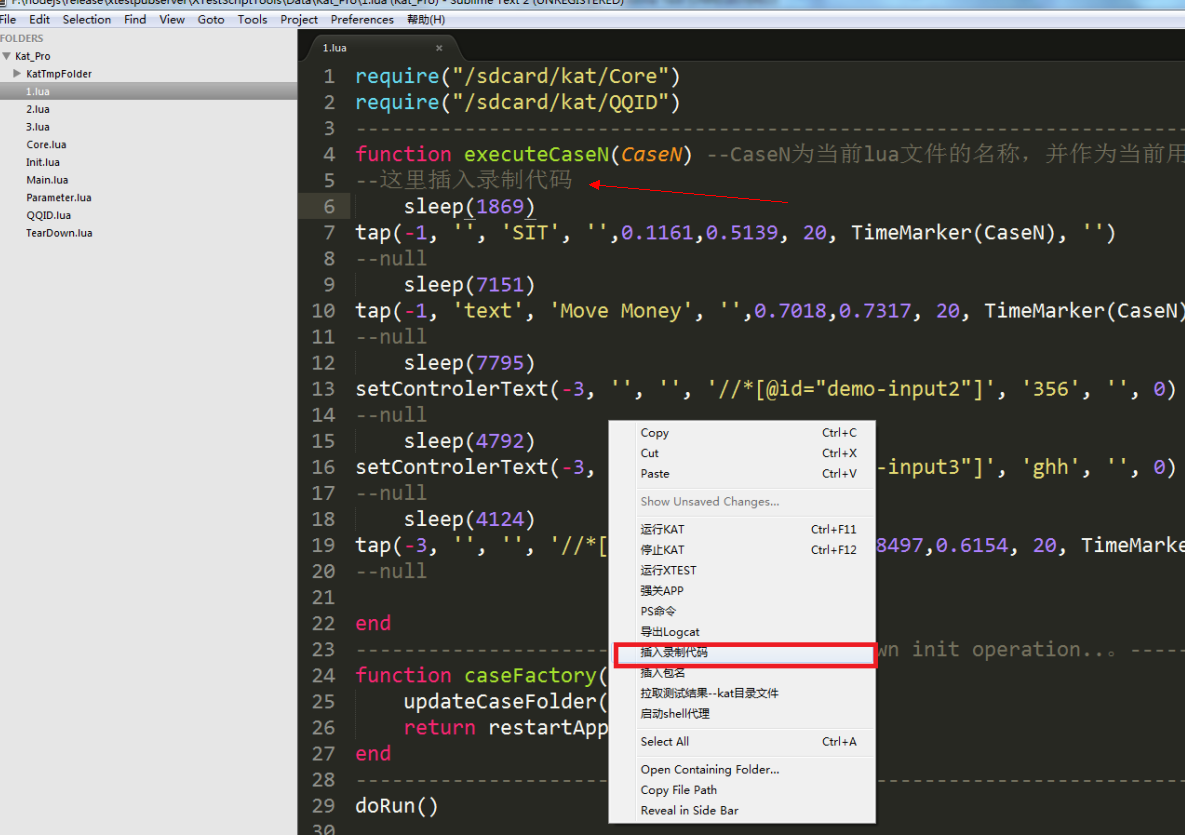 F:\nodejs\release\xtestpubserver\XTestScriptTools\Data\Kat_Pro\1.lua (Kat_Pro) - Sublime Text 2 (UNREGISTERED)
File Edit Selection Find View Goto Tools Project Preferences 帮助(H)
FOLDERS
Kat_Pro
KatTmpFolder
1.lua
2.lua
3.lua
Core.lua
Init.lua
Main.lua
Parameter.lua
QQID.lua
TearDown.lua
1.lua ×
1 require("/sdcard/kat/Core")
2 require("/sdcard/kat/QQID")
3 --------------------------------------------------------------------
4 function executeCaseN(CaseN) --CaseN为当前lua文件的名称，并作为当前用
5 --这里插入录制代码
6 sleep(1869)
7 tap(-1, '', 'SIT', '',0.1161,0.5139, 20, TimeMarker(CaseN), '')
8 --null
9 sleep(7151)
10 tap(-1, 'text', 'Move Money', '',0.7018,0.7317, 20, TimeMarker(CaseN)
11 --null
12 sleep(7795)
13 setControlerText(-3, '', '', '//*[@id="demo-input2"]', '356', '', 0)
14 --null
15 sleep(4792)
16 setControlerText(-3, -input3"]', 'ghh', '', 0)
17 --null
18 sleep(4124)
19 tap(-3, '', '', '//*[ 8497,0.6154, 20, TimeMarke
20 --null
21
22 end
23 --------------------- wn init operation..。-----
24 function caseFactory(
25 updateCaseFolder(
26 return restartApp
27 end
28 --------------------------------------------------------------------
29 doRun()
30
Copy Ctrl+C
Cut Ctrl+X
Paste Ctrl+V
Show Unsaved Changes...
运行KAT Ctrl+F11
停止KAT Ctrl+F12
运行XTEST
强关APP
PS命令
导出Logcat
插入录制代码
插入包名
拉取测试结果--kat目录文件
启动shell代理
Select All Ctrl+A
Open Containing Folder...
Copy File Path
Reveal in Side Bar